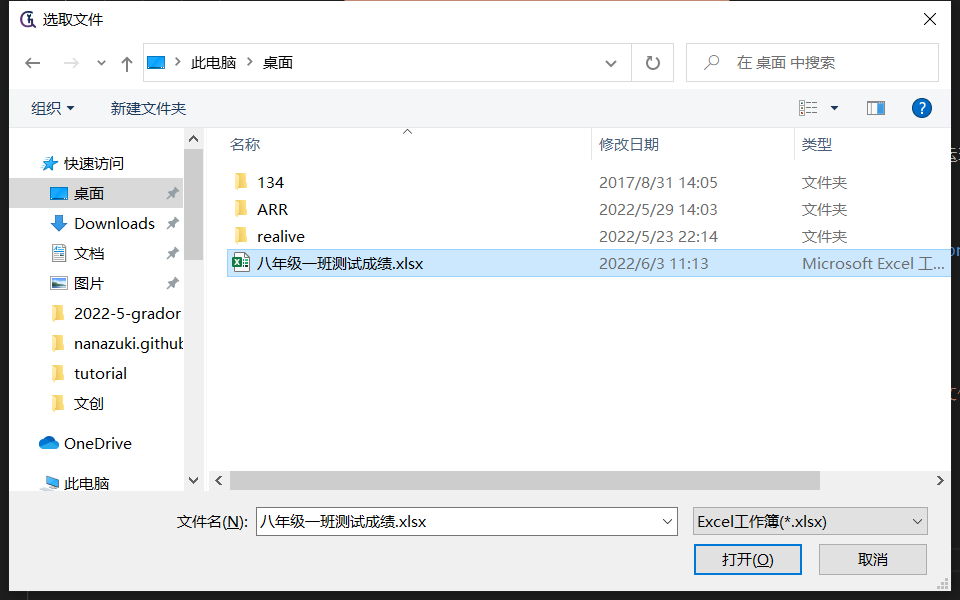 选取文件
此电脑 桌面
在 桌面 中搜索
组织 新建文件夹
名称 修改日期 类型
快速访问
桌面
Downloads
文档
图片
2022-5-grador
nanazuki.github
tutorial
文创
OneDrive
此电脑
134 2017/8/31 14:05 文件夹
ARR 2022/5/29 14:03 文件夹
realive 2022/5/23 22:14 文件夹
八年级一班测试成绩.xlsx 2022/6/3 11:13 Microsoft Excel 工...
文件名(N): 八年级一班测试成绩.xlsx Excel工作簿(*.xlsx)
打开(O) 取消